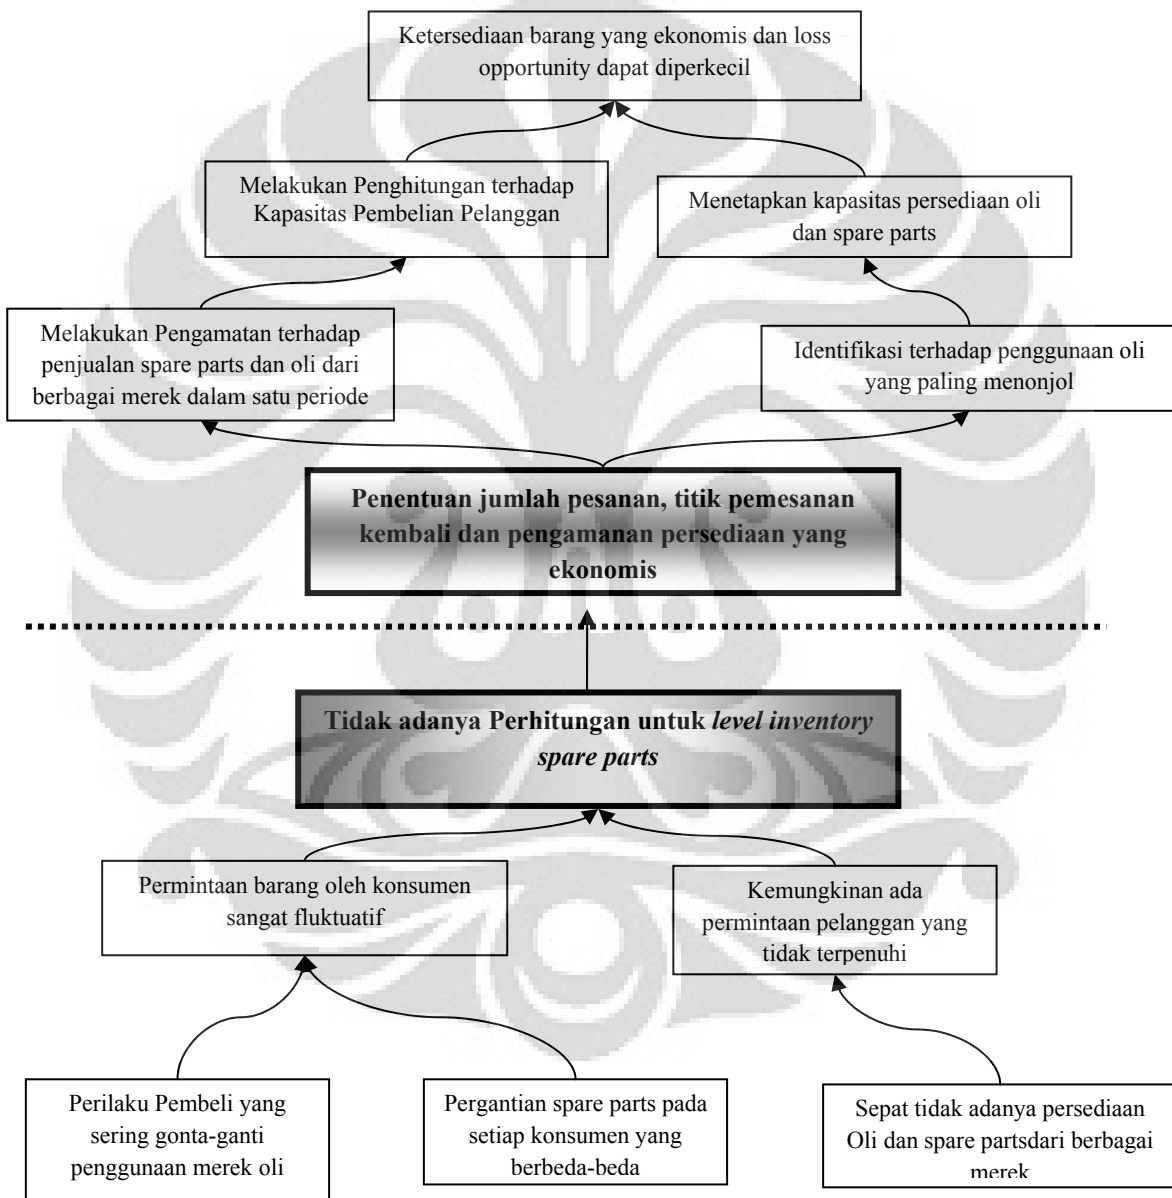 Ketersediaan barang yang ekonomis dan loss
opportunity dapat diperkecil
Melakukan Penghitungan terhadap
Kapasitas Pembelian Pelanggan
Menetapkan kapasitas persediaan oli
dan spare parts
Melakukan Pengamatan terhadap
penjualan spare parts dan oli dari
berbagai merek dalam satu periode
Identifikasi terhadap penggunaan oli
yang paling menonjol
Penentuan jumlah pesanan, titik pemesanan
kembali dan pengamanan persediaan yang
ekonomis
Tidak adanya Perhitungan untuk level inventory
spare parts
Permintaan barang oleh konsumen
sangat fluktuatif
Kemungkinan ada
permintaan pelanggan yang
tidak terpenuhi
Perilaku Pembeli yang
sering gonta-ganti
penggunaan merek oli
Pergantian spare parts pada
setiap konsumen yang
berbeda-beda
Sepat tidak adanya persediaan
Oli dan spare partsdari berbagai
merek